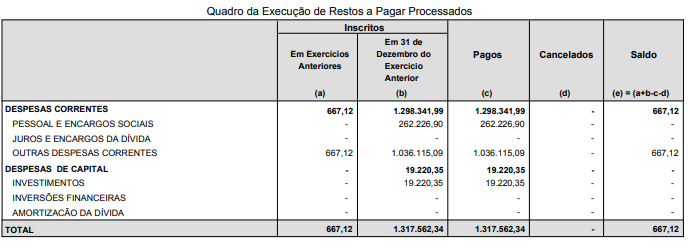 Quadro da Execução de Restos a Pagar Processados
Inscritos
Em Exercícios Anteriores Em 31 de Dezembro do Exercício Anterior Pagos Cancelados Saldo
(a) (b) (c) (d) (e) = (a+b-c-d)
DESPESAS CORRENTES 667,12 1.298.341,99 1.298.341,99 - 667,12
PESSOAL E ENCARGOS SOCIAIS - 262.226,90 262.226,90 - -
JUROS E ENCARGOS DA DÍVIDA - - - - -
OUTRAS DESPESAS CORRENTES 667,12 1.036.115,09 1.036.115,09 - 667,12
DESPESAS DE CAPITAL - 19.220,35 19.220,35 - -
INVESTIMENTOS - 19.220,35 19.220,35 - -
INVERSÕES FINANCEIRAS - - - - -
AMORTIZACÃO DA DÍVIDA - - - - -
TOTAL 667,12 1.317.562,34 1.317.562,34 - 667,12